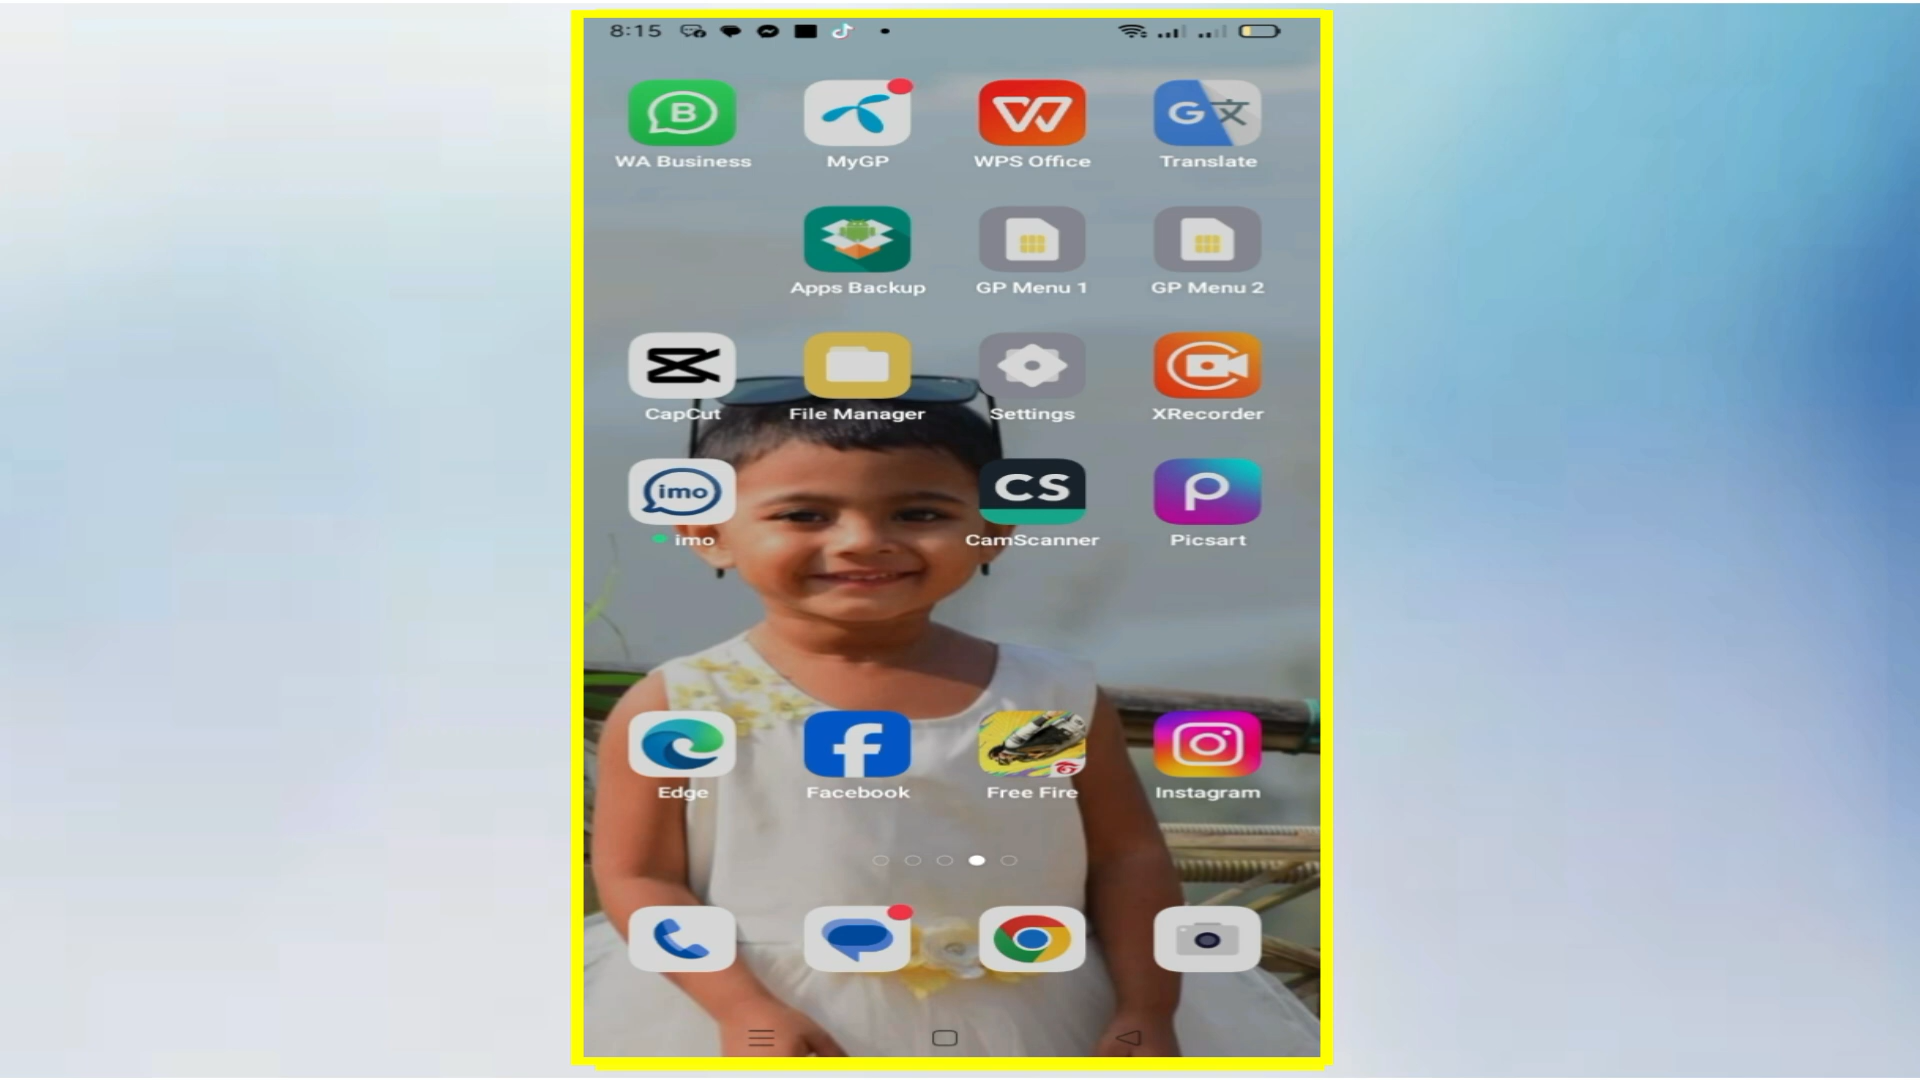 8:15
WA Business MyGP WPS Office Translate
Apps Backup GP Menu 1 GP Menu 2
CapCut File Manager Settings XRecorder
imo CS
imo CamScanner Picsart
Edge Facebook Free Fire Instagram